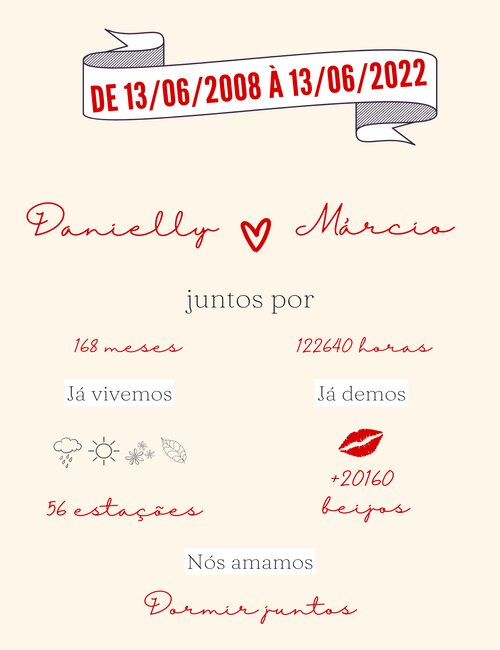 DE 13/06/2008 À 13/06/2022
Danielly Márcio
juntos por
168 meses 122640 horas
Já vivemos Já demos
56 estações
+20160
beijos
Nós amamos
Dormir juntos